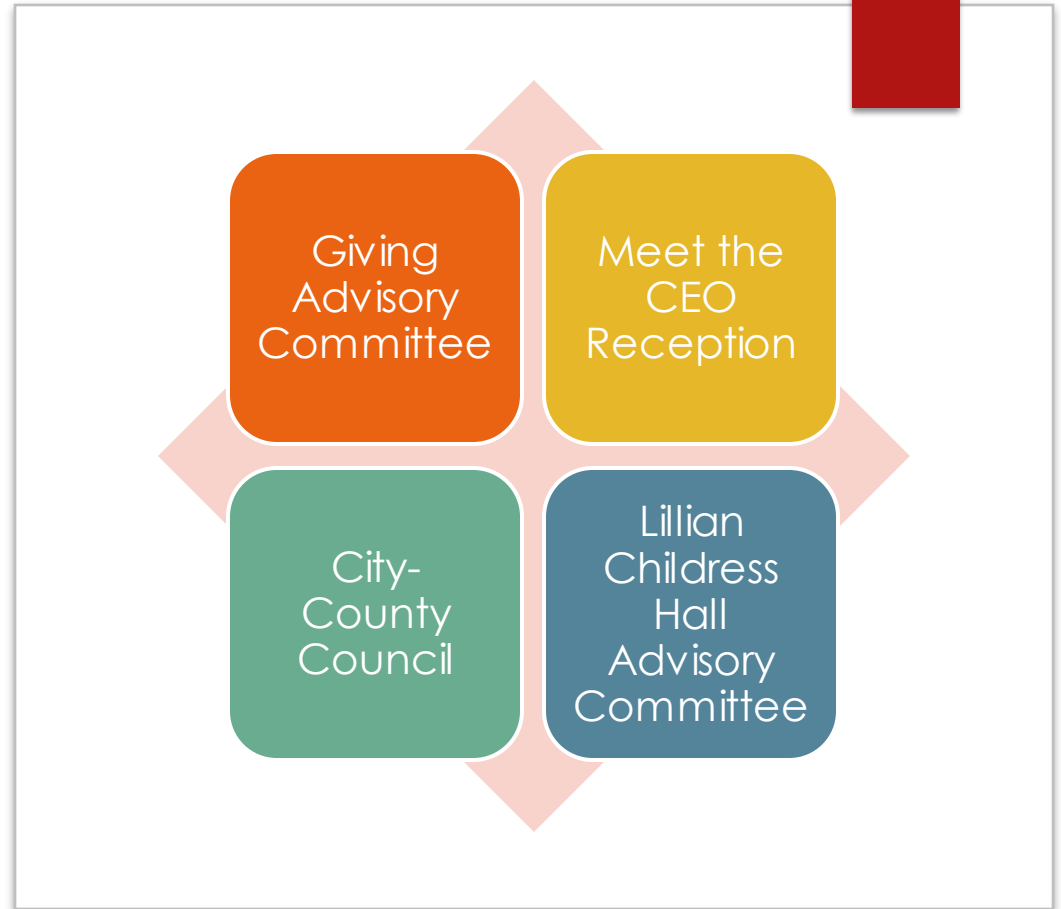 Giving
Advisory
Committee
Meet the
CEO
Reception
City-
County
Council
Lillian
Childress
Hall
Advisory
Committee